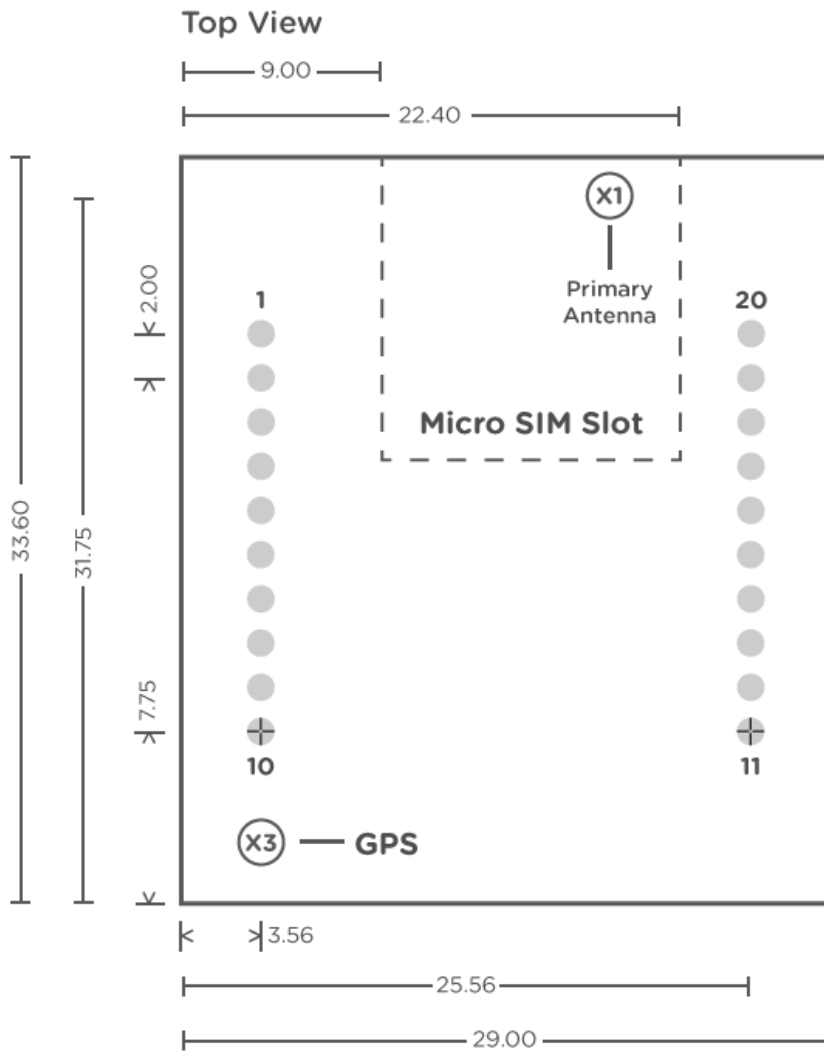 Top View
9.00
22.40
X1
Primary
Antenna
2.00
1
20
Micro SIM Slot
33.60
31.75
7.75
10
11
X3
GPS
3.56
25.56
29.00